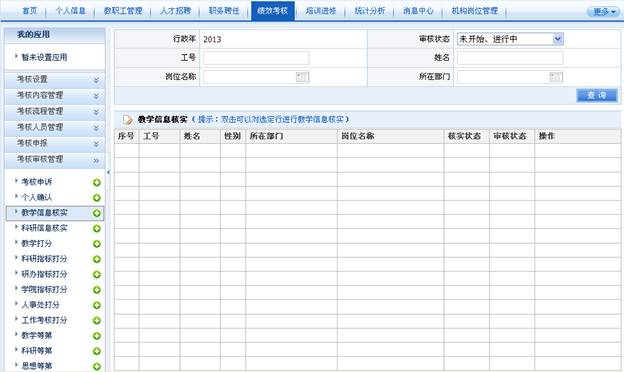 首页 个人信息 教职工管理 人才招聘 职务聘任 绩效考核 培训进修 统计分析 消息中心 机构岗位管理 更多
我的应用
暂未设置应用
考核设置
考核内容管理
考核流程管理
考核人员管理
考核申报
考核审核管理
考核申诉
个人确认
教学信息核实
科研信息核实
教学打分
科研指标打分
研办指标打分
学院指标打分
人事处打分
工作考核打分
教学等第
科研等第
思想等第
行政年 2013 审核状态 未开始、进行中
工号 姓名
岗位名称 所在部门
查询
教学信息核实（提示：双击可以对选定行进行教学信息核实）
序号 工号 姓名 性别 所在部门 岗位名称 核实状态 审核状态 操作